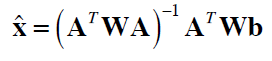 x̂ = (AᵀWA)⁻¹ AᵀWb